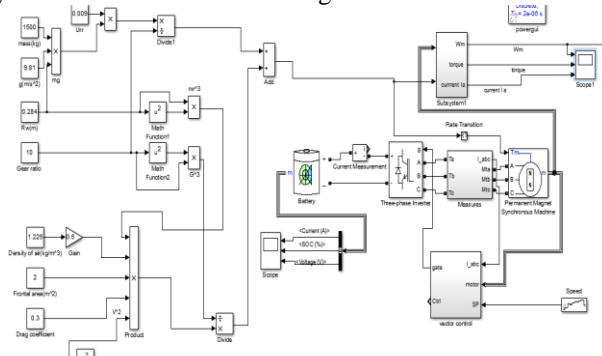 0.009
Urr
1500
mass(kg)
9.81
g(m/s^2)
mg
Divide1
Add
0.284
Rw(m)
u²
Math
Function1
rw^3
10
Gear ratio
u²
Math
Function2
G^3
1.225
Density of air(kg/m^3)
0.5
Gain
2
Frontal area(m^2)
V^2
0.3
Drag coefficient
Product
Divide
2
powergui
Wm
torque
current Ia
Subsystem1
Wm
torque
current Ia
Scope1
Rate Transition
m
Battery
Current Measurement
g
A
B
C
Three-phase Inverter
Ta
Tb
Tc
I_abc
Mta
Mtb
Mtc
Measures
Tm
A
B
C
N
S
m
Permanent Magnet
Synchronous Machine
<Current (A)>
<SOC (%)>
<Voltage (V)>
Scope
gate
Ctrl
I_abc
motor
SP
vector control
Speed